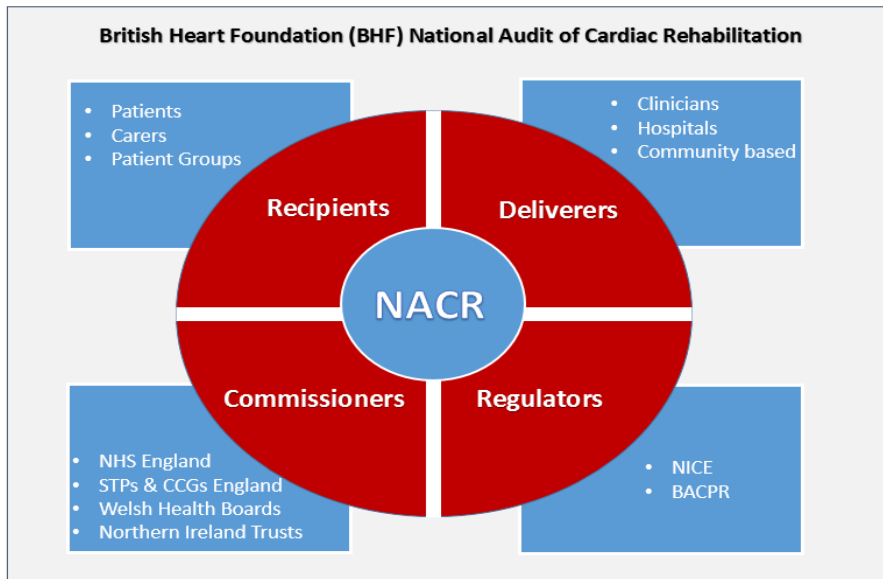 British Heart Foundation (BHF) National Audit of Cardiac Rehabilitation
• Patients
• Carers
• Patient Groups
• Clinicians
• Hospitals
• Community based
Recipients
Deliverers
NACR
Commissioners
Regulators
• NHS England
• STPs & CCGs England
• Welsh Health Boards
• Northern Ireland Trusts
• NICE
• BACPR